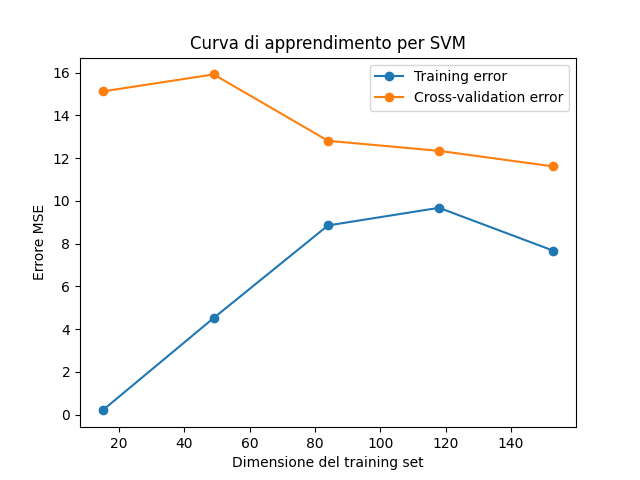 Curva di apprendimento per SVM
Training error
Cross-validation error
16
14
12
10
8
6
4
2
0
Errore MSE
20 40 60 80 100 120 140
Dimensione del training set